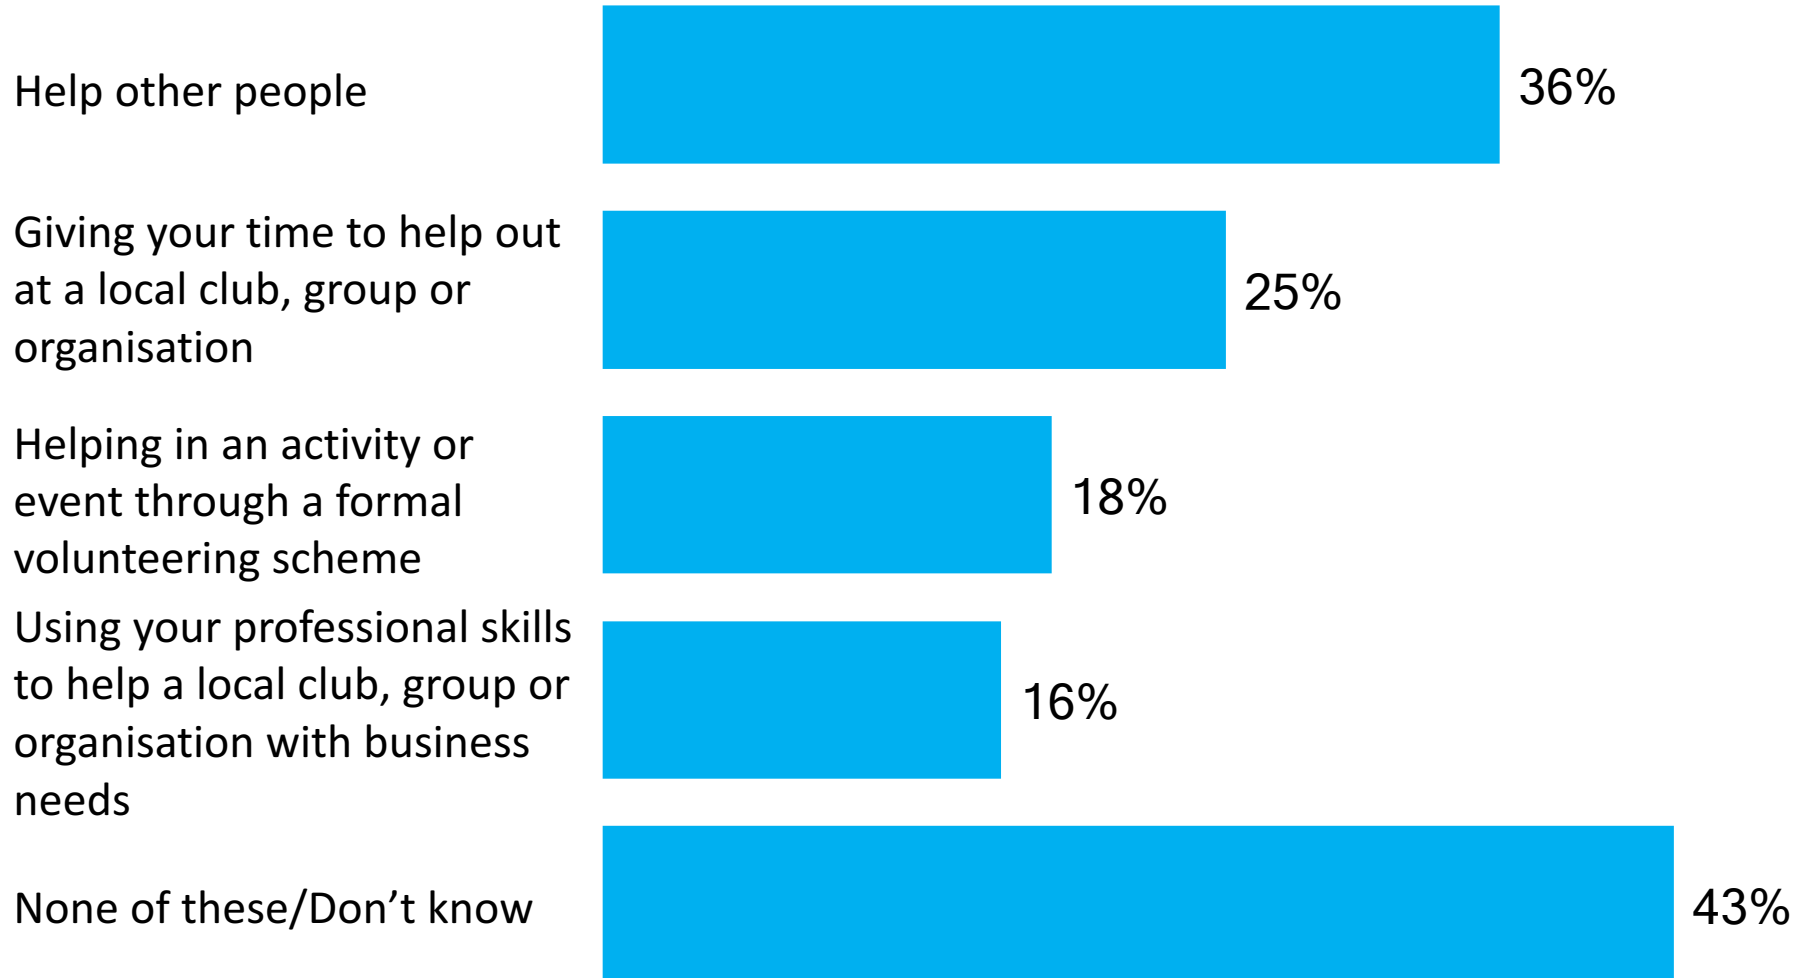 Help other people
36%
Giving your time to help out
at a local club, group or
organisation
25%
Helping in an activity or
event through a formal
volunteering scheme
18%
Using your professional skills
to help a local club, group or
organisation with business
needs
16%
None of these/Don’t know
43%